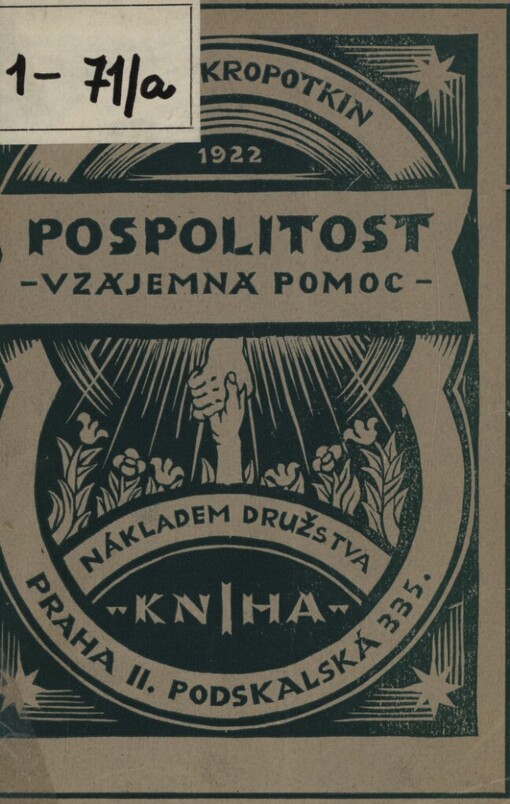 1- 71/a
KROPOTKIN
1922
POSPOLITOST
-VZÁJEMNÁ POMOC-
NÁKLADEM DRUŽSTVA
"KNIHA"
PRAHA II. PODSKALSKÁ 335.